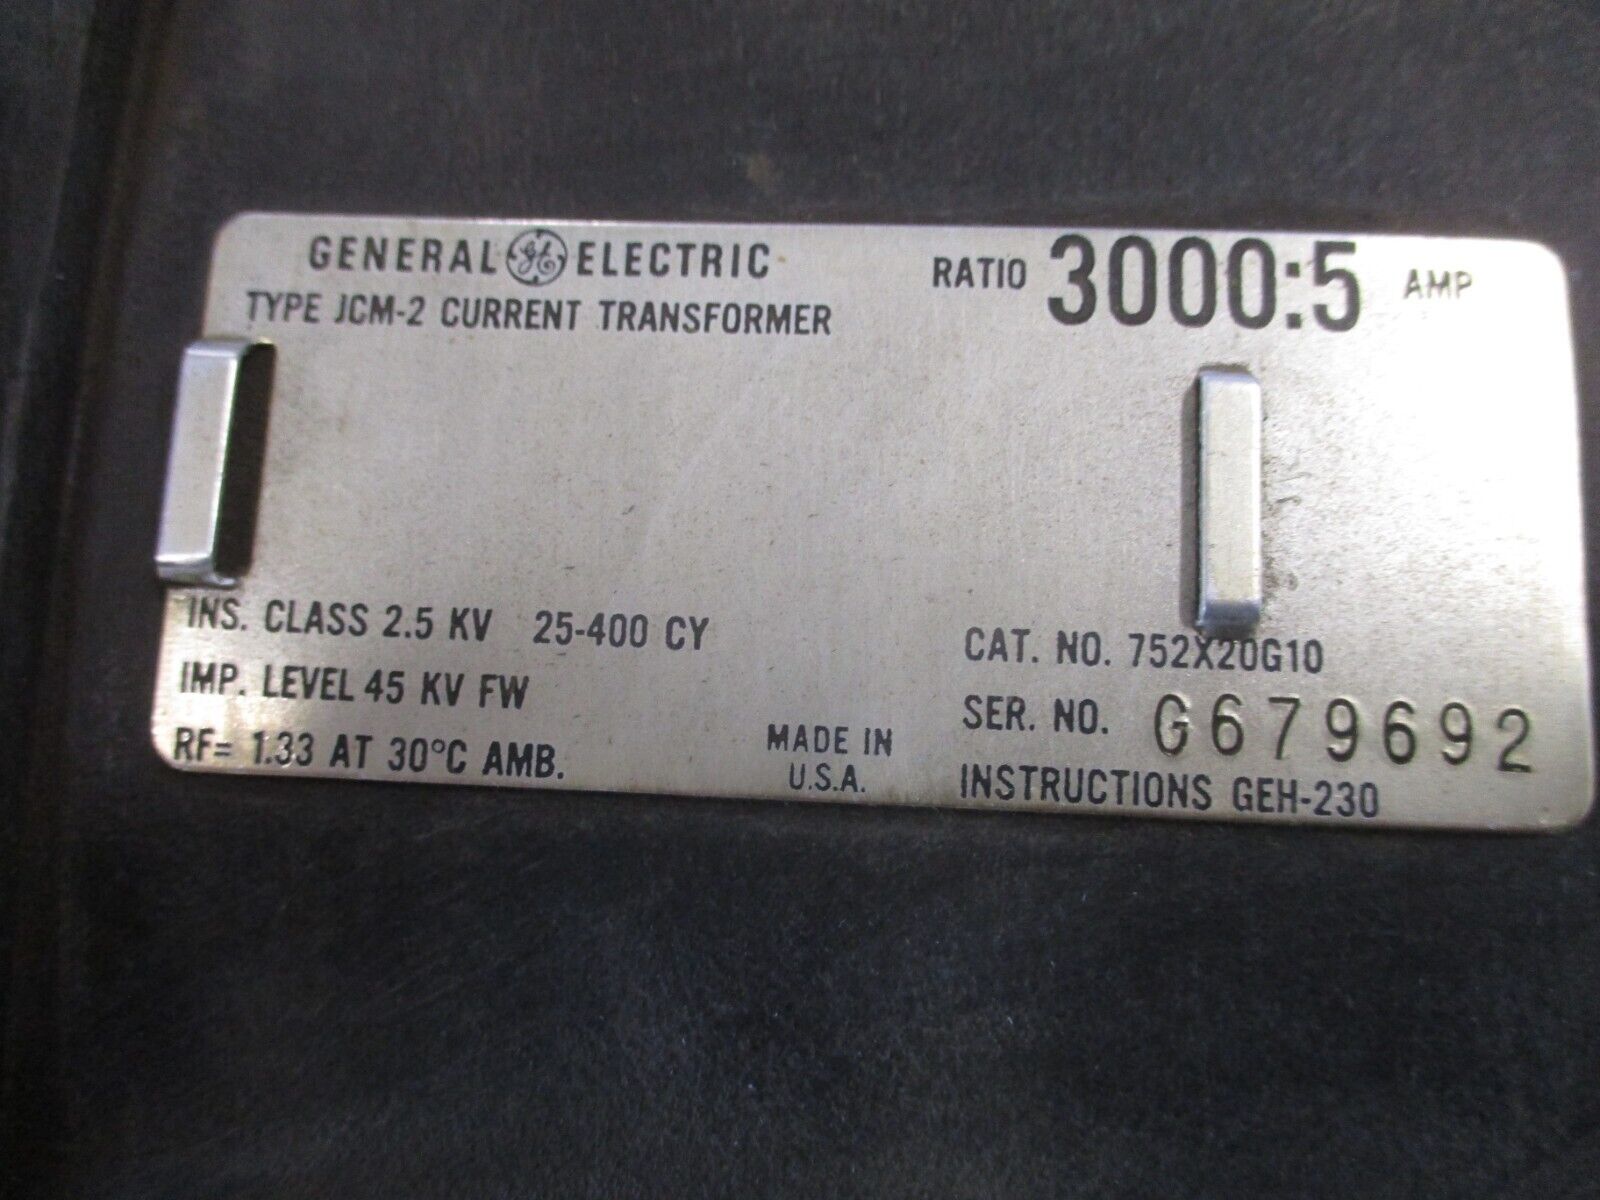 GENERAL GE ELECTRIC
TYPE JCM-2 CURRENT TRANSFORMER
RATIO 3000:5 AMP
INS. CLASS 2.5 KV 25-400 CY
IMP. LEVEL 45 KV FW
RF= 1.33 AT 30°C AMB.
MADE IN
U.S.A.
CAT. NO. 752X20G10
SER. NO. G679692
INSTRUCTIONS GEH-230